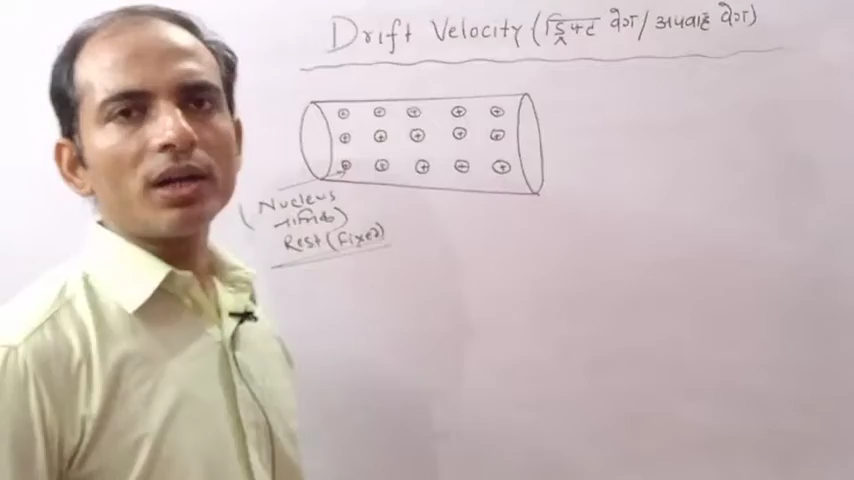 Drift Velocity (ड्रिफ्ट वेग / अपवाह वेग)
+ + + + +
+ + + + +
+ + + + +
(Nucleus
नाभिक)
Rest (Fixed)